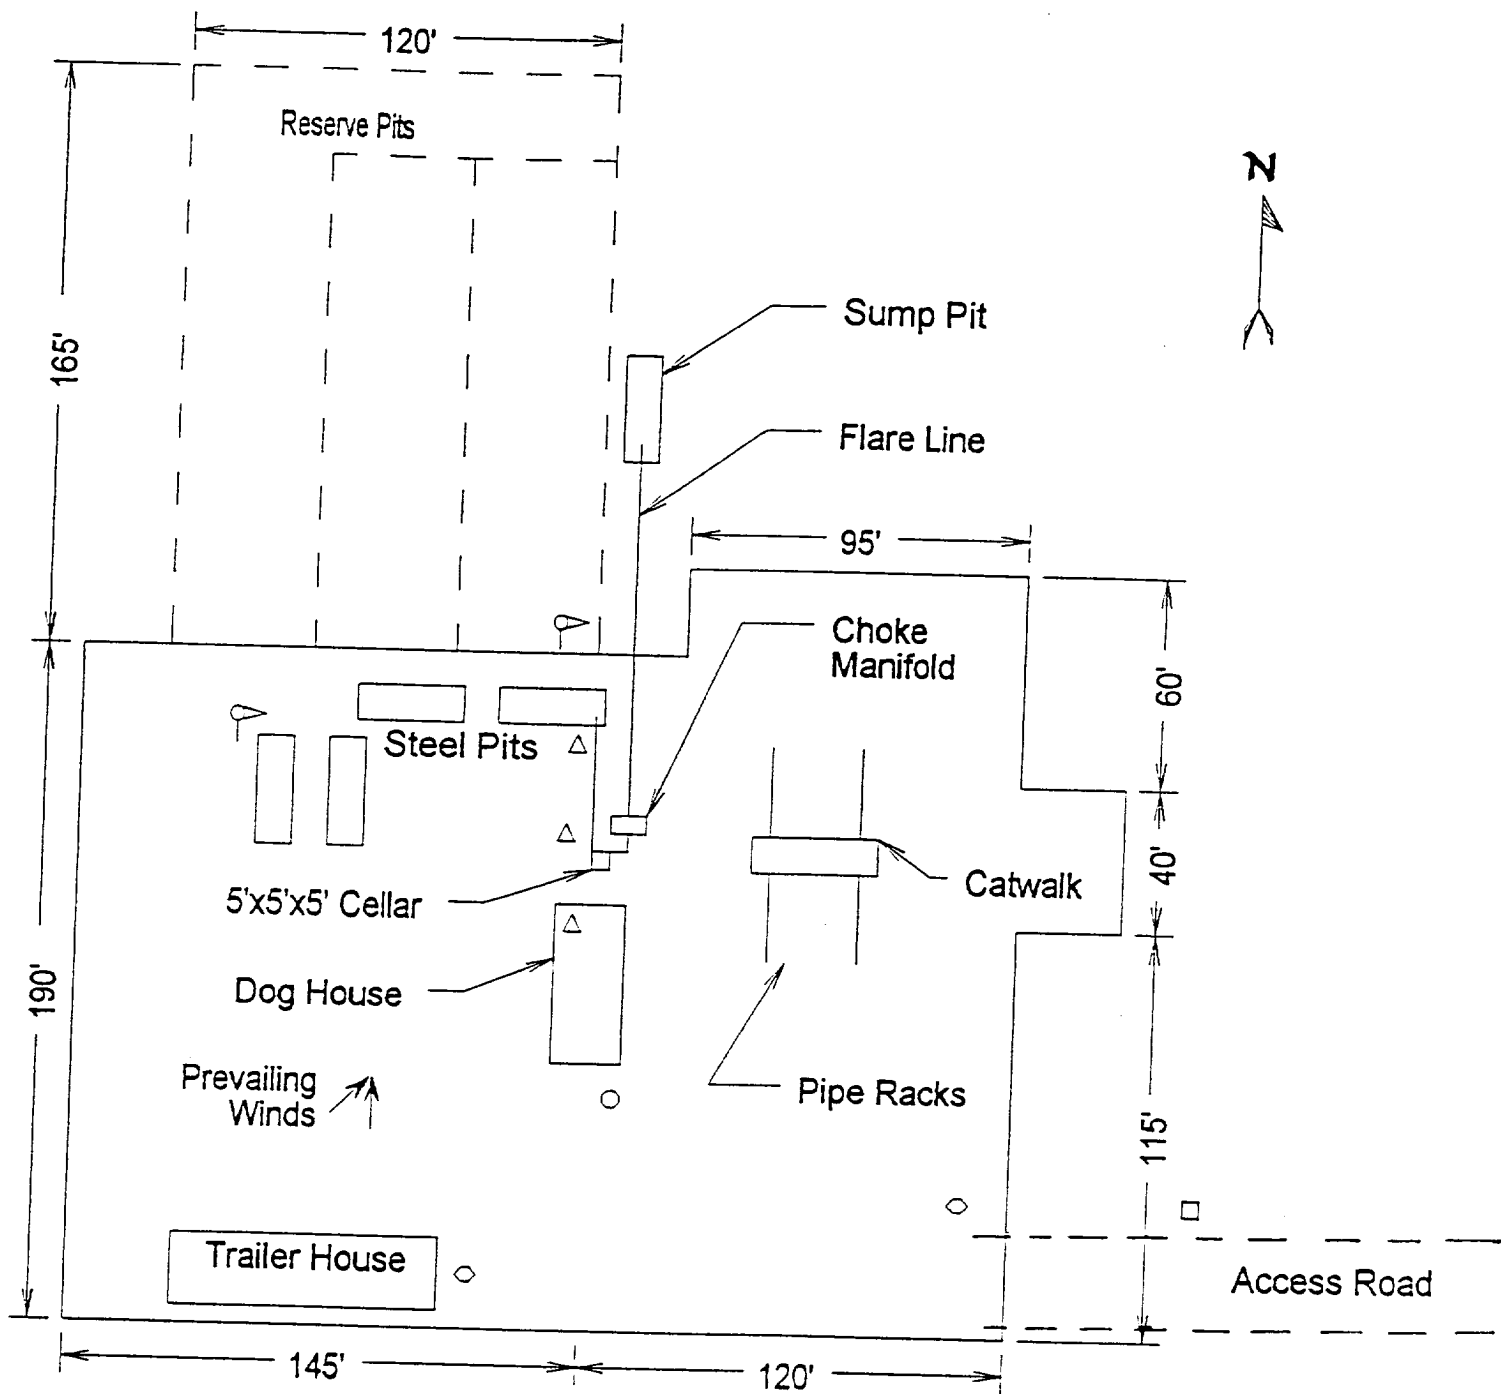 120'
Reserve Pits
N
165'
Sump Pit
Flare Line
95'
Choke
Manifold
60'
Steel Pits
40'
Catwalk
5'x5'x5' Cellar
190'
Dog House
Prevailing
Winds
Pipe Racks
115'
Trailer House
Access Road
145'
120'